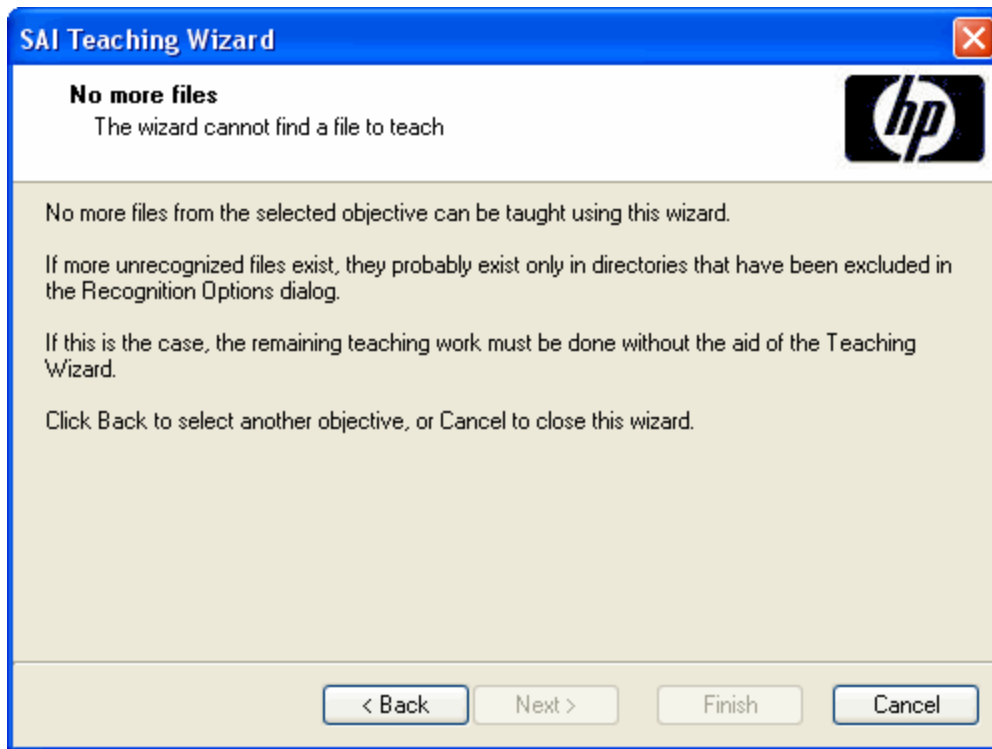 SAI Teaching Wizard
No more files
The wizard cannot find a file to teach
hp
No more files from the selected objective can be taught using this wizard.
If more unrecognized files exist, they probably exist only in directories that have been excluded in
the Recognition Options dialog.
If this is the case, the remaining teaching work must be done without the aid of the Teaching
Wizard.
Click Back to select another objective, or Cancel to close this wizard.
< Back Next > Finish Cancel